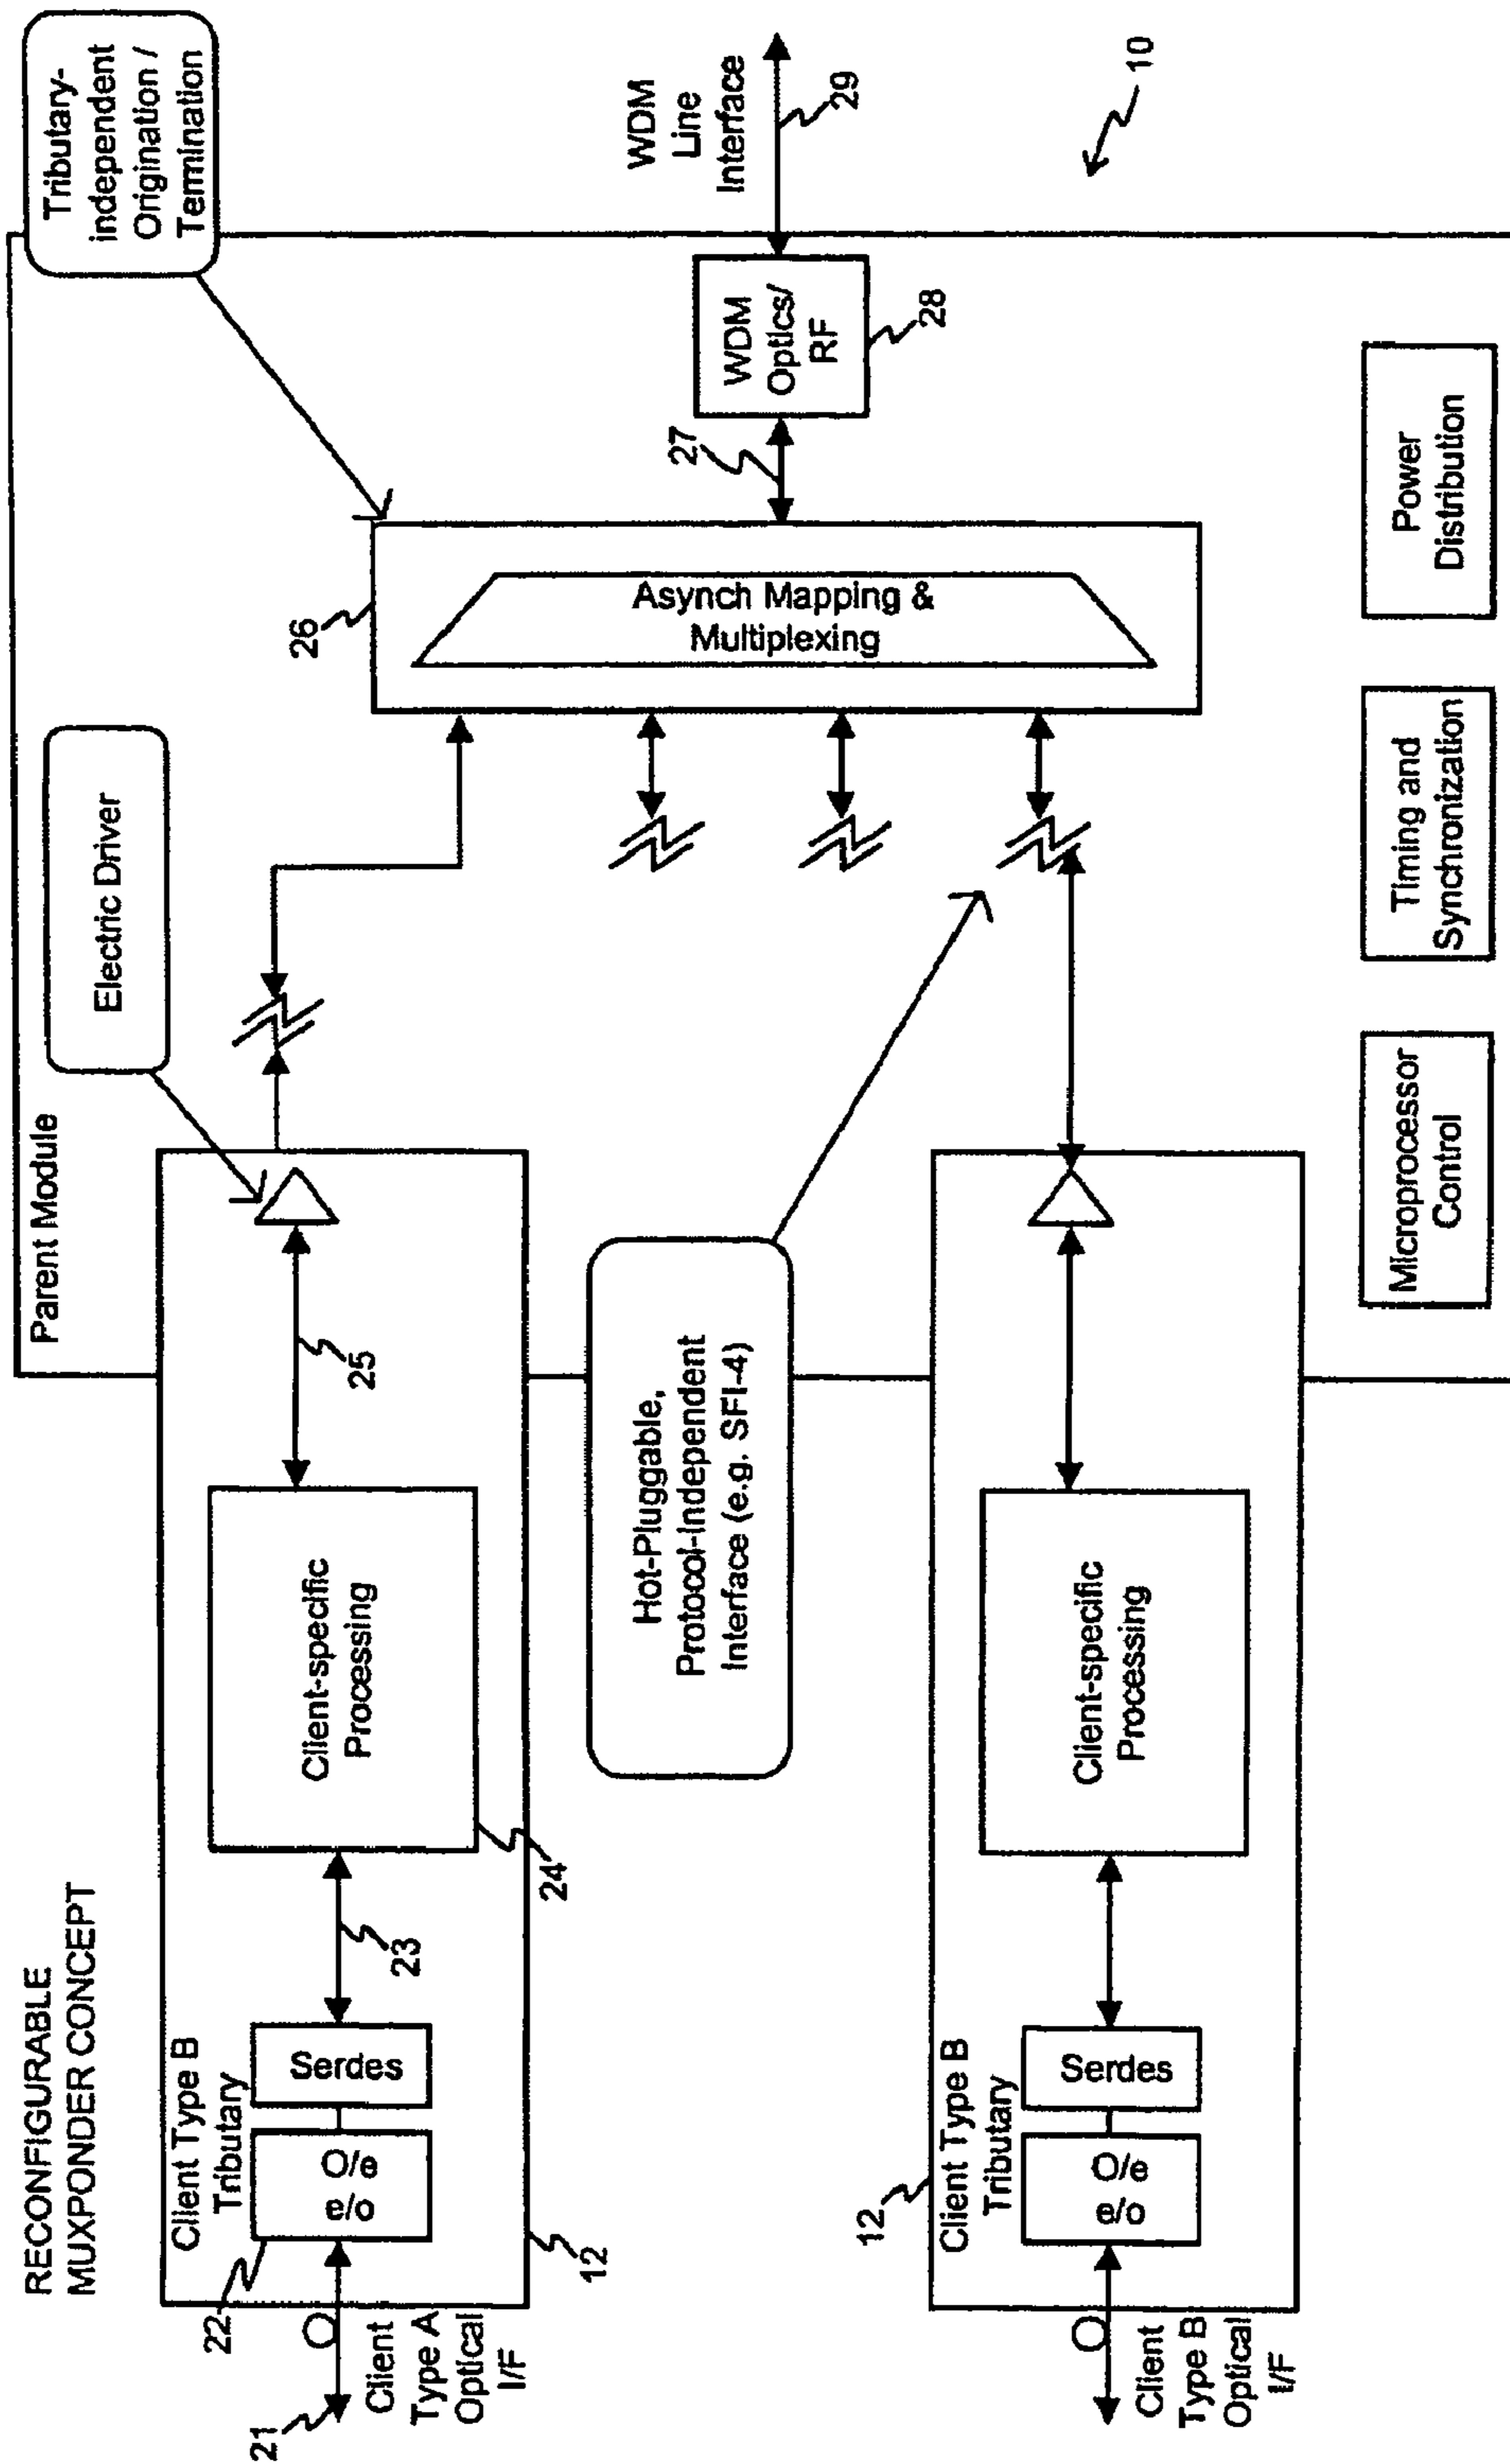 RECONFIGURABLE
MUXPONDER CONCEPT
Parent Module
Electric Driver
Tributary-
independent
Origination /
Termination
Client Type B
Tributary
22
21
O/e
e/o
Serdes
23
Client-specific
Processing
24
25
12
Client
Type A
Optical
I/F
26
Asynch Mapping &
Multiplexing
27
WDM
Optics/
RF
28
WDM
Line
Interface
29
10
Hot-Pluggable,
Protocol-Independent
Interface (e.g. SFI-4)
12
Client Type B
Tributary
O/e
e/o
Serdes
Client-specific
Processing
Client
Type B
Optical
I/F
Microprocessor
Control
Timing and
Synchronization
Power
Distribution